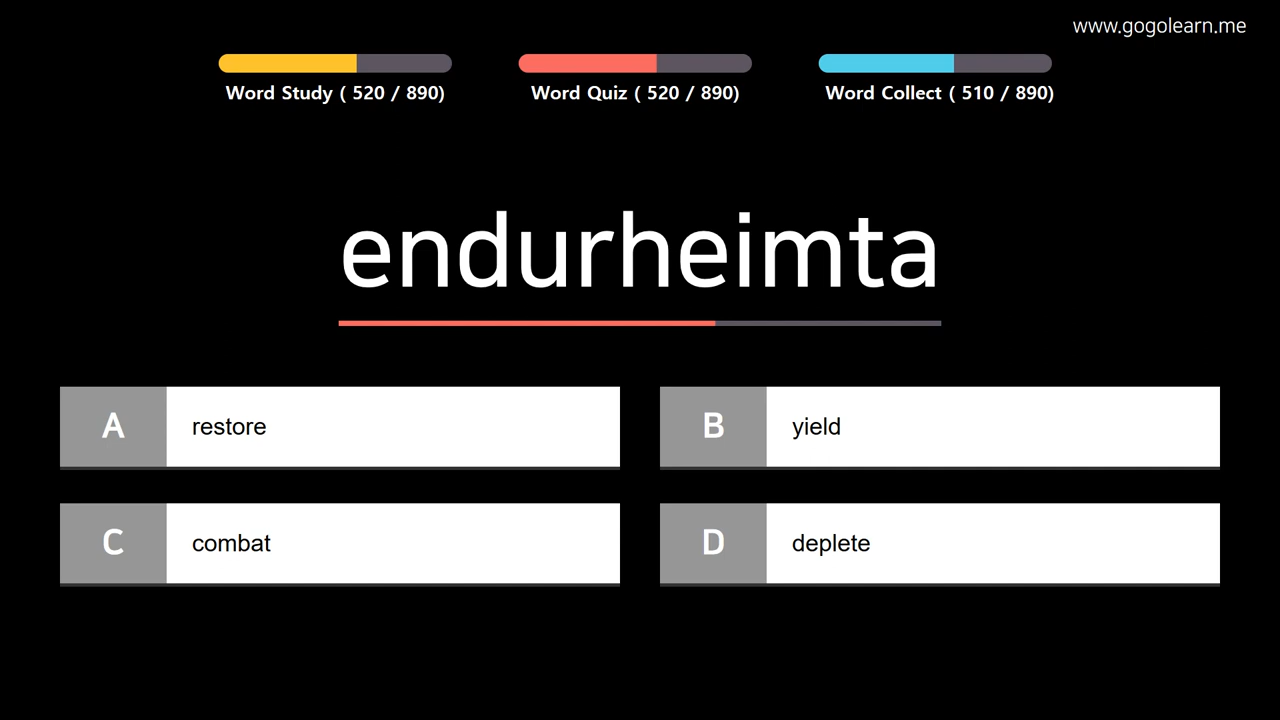 www.gogolearn.me
Word Study ( 520 / 890)
Word Quiz ( 520 / 890)
Word Collect ( 510 / 890)
endurheimta
A restore
B yield
C combat
D deplete